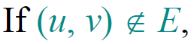 If (u, v) ∉ E,